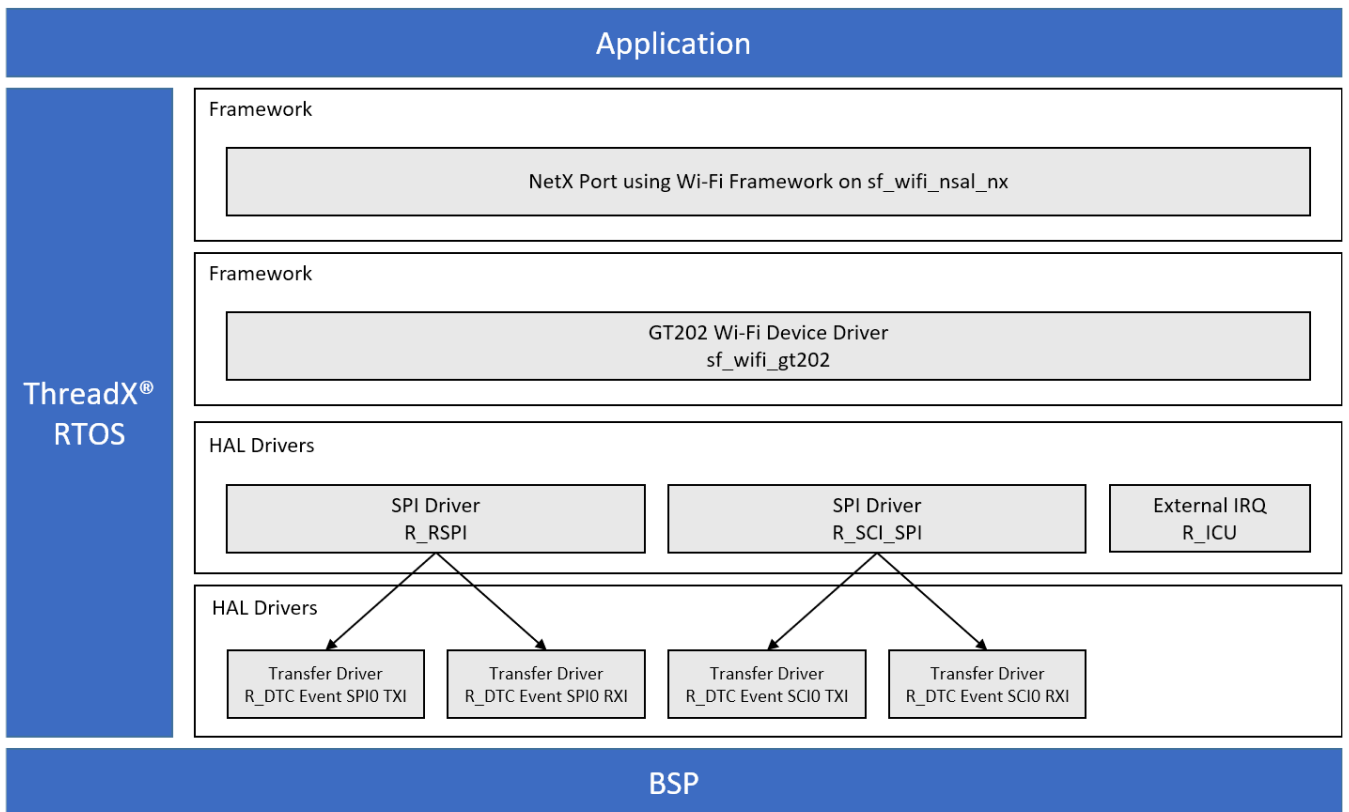 Application
ThreadX®
RTOS
Framework
NetX Port using Wi-Fi Framework on sf_wifi_nsal_nx
Framework
GT202 Wi-Fi Device Driver
sf_wifi_gt202
HAL Drivers
SPI Driver
R_RSPI
SPI Driver
R_SCI_SPI
External IRQ
R_ICU
HAL Drivers
Transfer Driver
R_DTC Event SPI0 TXI
Transfer Driver
R_DTC Event SPI0 RXI
Transfer Driver
R_DTC Event SCI0 TXI
Transfer Driver
R_DTC Event SCI0 RXI
BSP